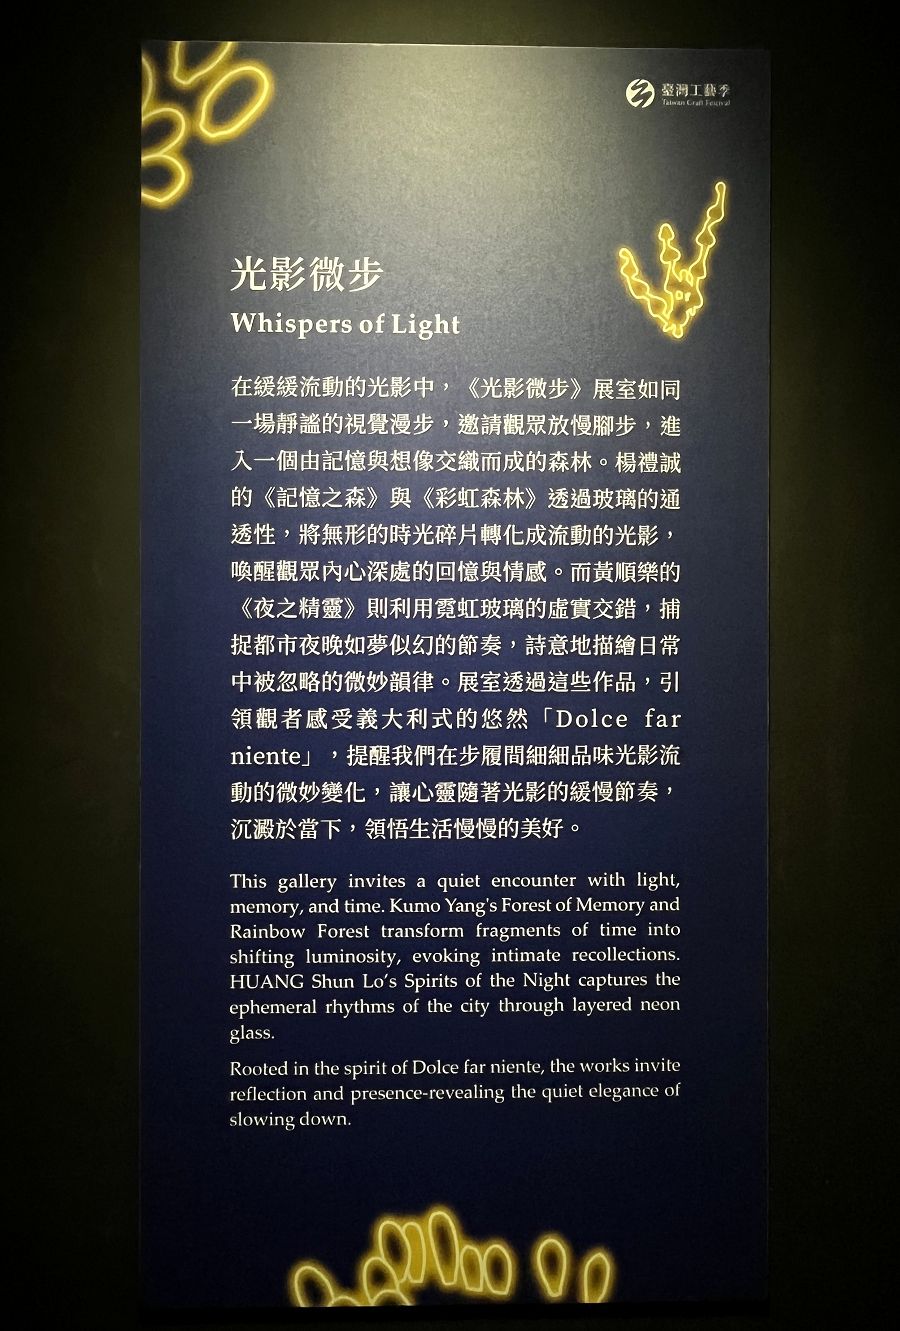 臺灣工藝季
Taiwan Craft Festival
光影微步
Whispers of Light
在緩緩流動的光影中，《光影微步》展室如同
一場靜謐的視覺漫步，邀請觀眾放慢腳步，進
入一個由記憶與想像交織而成的森林。楊禮誠
的《記憶之森》與《彩虹森林》透過玻璃的通
透性，將無形的時光碎片轉化成流動的光影，
喚醒觀眾內心深處的回憶與情感。而黃順樂的
《夜之精靈》則利用霓虹玻璃的虛實交錯，捕
捉都市夜晚如夢似幻的節奏，詩意地描繪日常
中被忽略的微妙韻律。展室透過這些作品，引
領觀者感受義大利式的悠然「Dolce far
niente」，提醒我們在步履間細細品味光影流
動的微妙變化，讓心靈隨著光影的緩慢節奏，
沉澱於當下，領悟生活慢慢的美好。
This gallery invites a quiet encounter with light,
memory, and time. Kumo Yang's Forest of Memory and
Rainbow Forest transform fragments of time into
shifting luminosity, evoking intimate recollections.
HUANG Shun Lo’s Spirits of the Night captures the
ephemeral rhythms of the city through layered neon
glass.
Rooted in the spirit of Dolce far niente, the works invite
reflection and presence-revealing the quiet elegance of
slowing down.